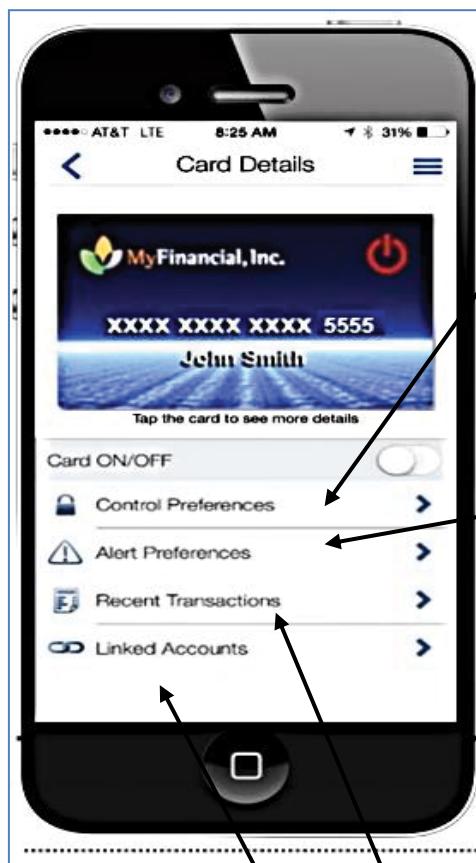 AT&T LTE 8:25 AM 31%
Card Details
MyFinancial, Inc.
XXXX XXXX XXXX 5555
John Smith
Tap the card to see more details
Card ON/OFF
Control Preferences
Alert Preferences
Recent Transactions
Linked Accounts